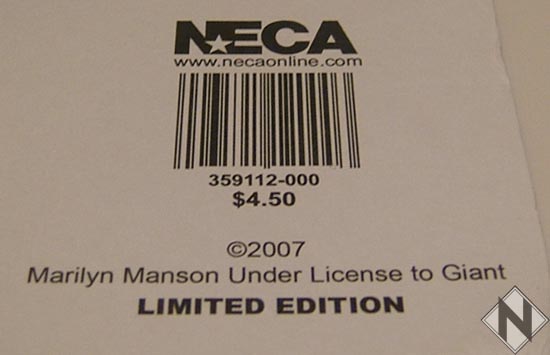 NECA
www.necaonline.com
359112-000
$4.50
©2007
Marilyn Manson Under License to Giant
LIMITED EDITION
N